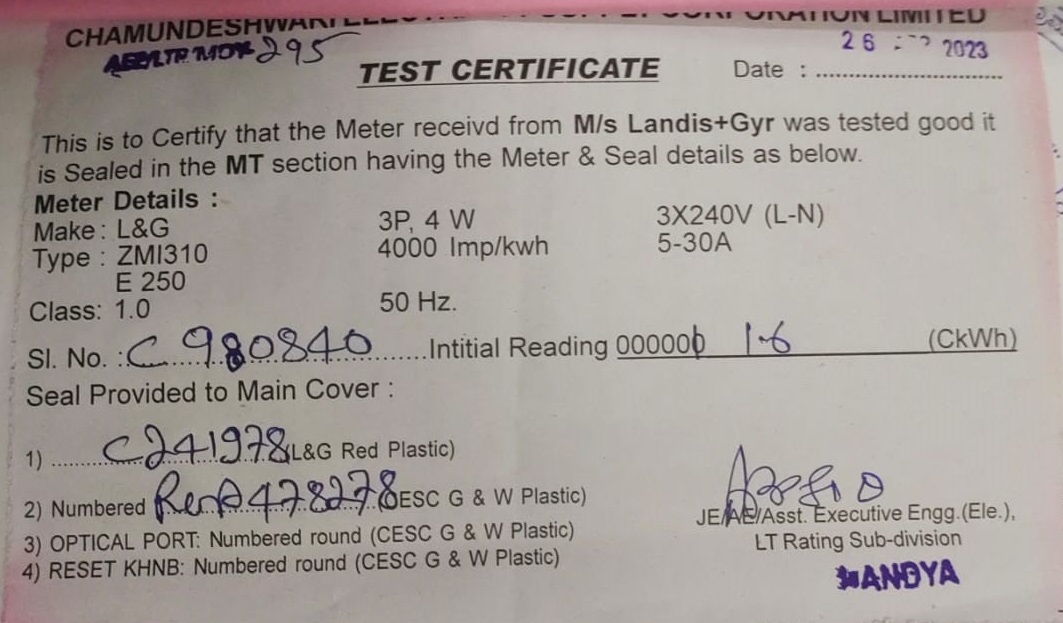 CHAMUNDESHWARI ELECTRICITY SUPPLY CORPORATION LIMITED
295
26 2023
TEST CERTIFICATE Date :
This is to Certify that the Meter receivd from M/s Landis+Gyr was tested good it
is Sealed in the MT section having the Meter & Seal details as below.
Meter Details :
Make : L&G 3P, 4 W 3X240V (L-N)
Type : ZMI310 4000 Imp/kwh 5-30A
E 250
Class: 1.0 50 Hz.
Sl. No. : C 980840 Intitial Reading 000000 1.6 (CkWh)
Seal Provided to Main Cover :
1) C241978 L&G Red Plastic)
2) Numbered 478278 CESC G & W Plastic)
3) OPTICAL PORT: Numbered round (CESC G & W Plastic)
4) RESET KHNB: Numbered round (CESC G & W Plastic)
JE/AE/Asst. Executive Engg.(Ele.),
LT Rating Sub-division
MANDYA